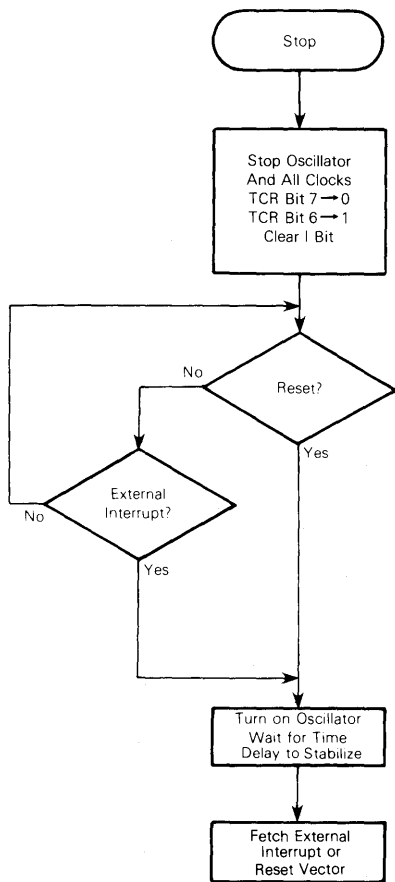 Stop
Stop Oscillator
And All Clocks
TCR Bit 7→0
TCR Bit 6→1
Clear I Bit
No
Reset?
Yes
External
Interrupt?
No
Yes
Turn on Oscillator
Wait for Time
Delay to Stabilize
Fetch External
Interrupt or
Reset Vector